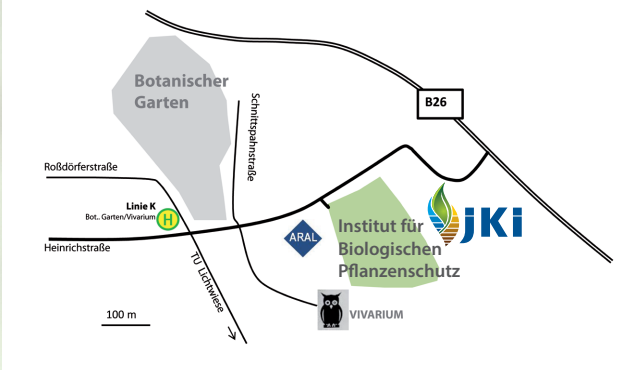 Botanischer
Garten
Schnittspahnstraße
B26
Roßdörferstraße
Linie K
Bot.. Garten/Vivarium
H
Heinrichstraße
TU Lichtwiese
ARAL
Institut für
Biologischen
Pflanzenschutz
JKi
VIVARIUM
100 m